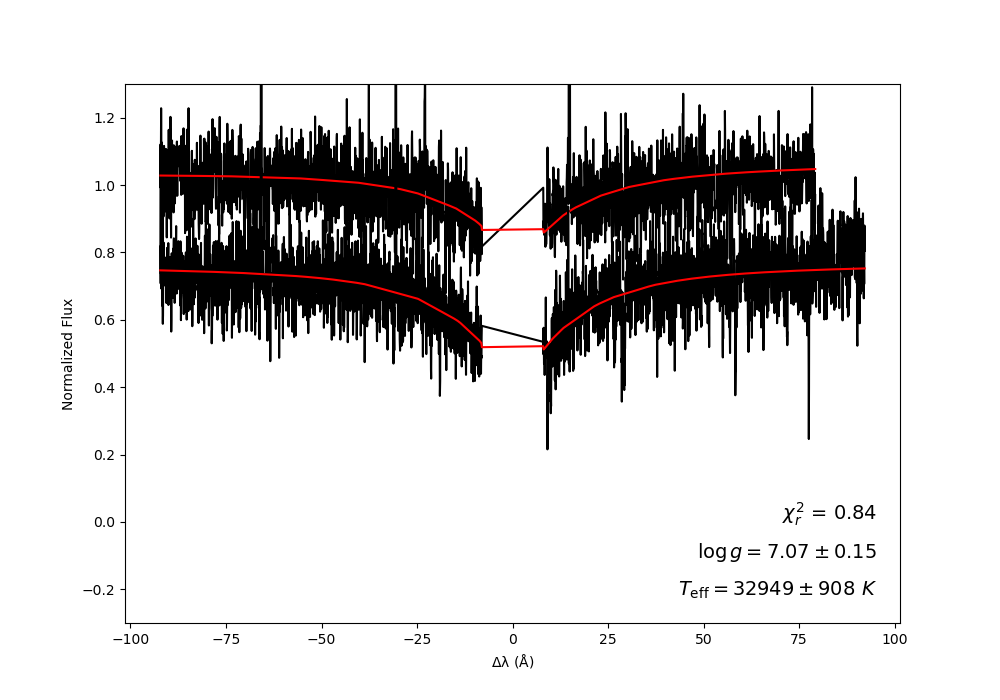 1.2
1.0
0.8
0.6
0.4
0.2
0.0
−0.2
Normalized Flux
χ²ᵣ = 0.84
log g = 7.07 ± 0.15
T_eff = 32949 ± 908 K
−100 −75 −50 −25 0 25 50 75 100
Δλ (Å)